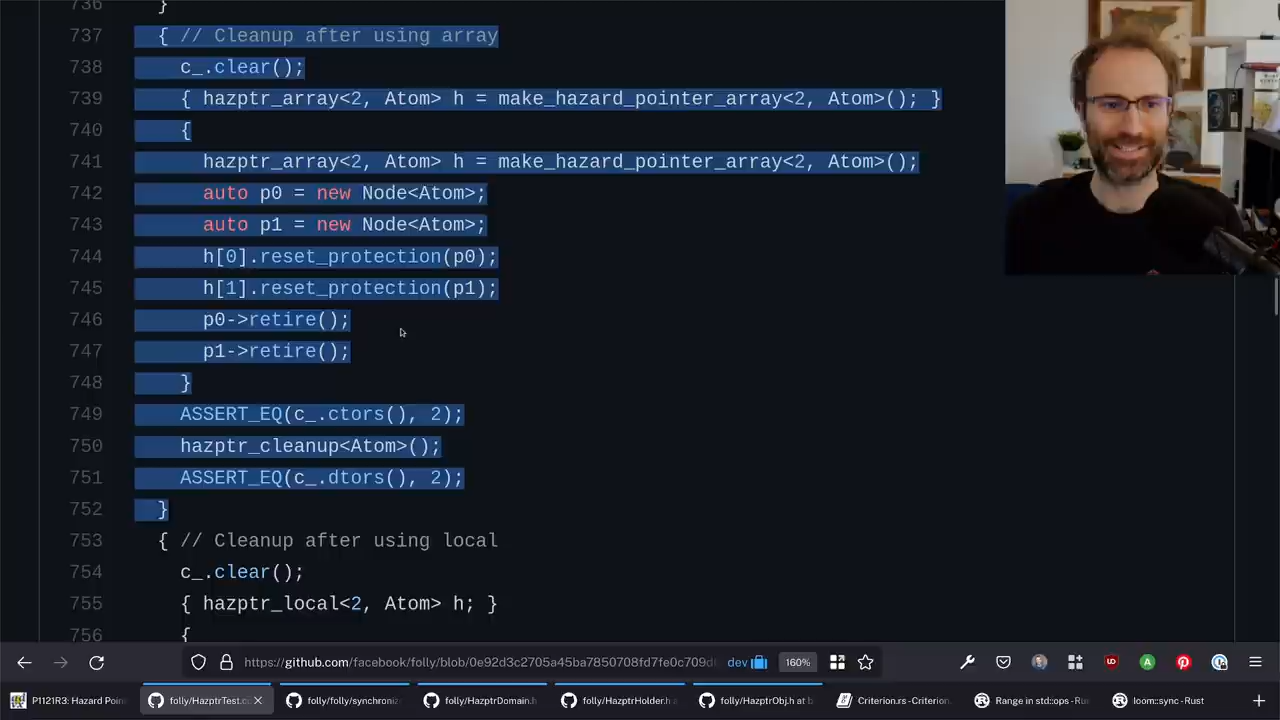 736 }
737 { // Cleanup after using array
738 c_.clear();
739 { hazptr_array<2, Atom> h = make_hazard_pointer_array<2, Atom>(); }
740 {
741 hazptr_array<2, Atom> h = make_hazard_pointer_array<2, Atom>();
742 auto p0 = new Node<Atom>;
743 auto p1 = new Node<Atom>;
744 h[0].reset_protection(p0);
745 h[1].reset_protection(p1);
746 p0->retire();
747 p1->retire();
748 }
749 ASSERT_EQ(c_.ctors(), 2);
750 hazptr_cleanup<Atom>();
751 ASSERT_EQ(c_.dtors(), 2);
752 }
753 { // Cleanup after using local
754 c_.clear();
755 { hazptr_local<2, Atom> h; }
756 {
https://github.com/facebook/folly/blob/0e92d3c2705a45ba7850708fd7fe0c709d dev 160%
P1121R3: Hazard Poin folly/HazptrTest.c folly/folly/synchroniz folly/HazptrDomain.h folly/HazptrHolder.h a folly/HazptrObj.h at b Criterion.rs - Criterion. Range in std::ops - Rus loom::sync - Rust